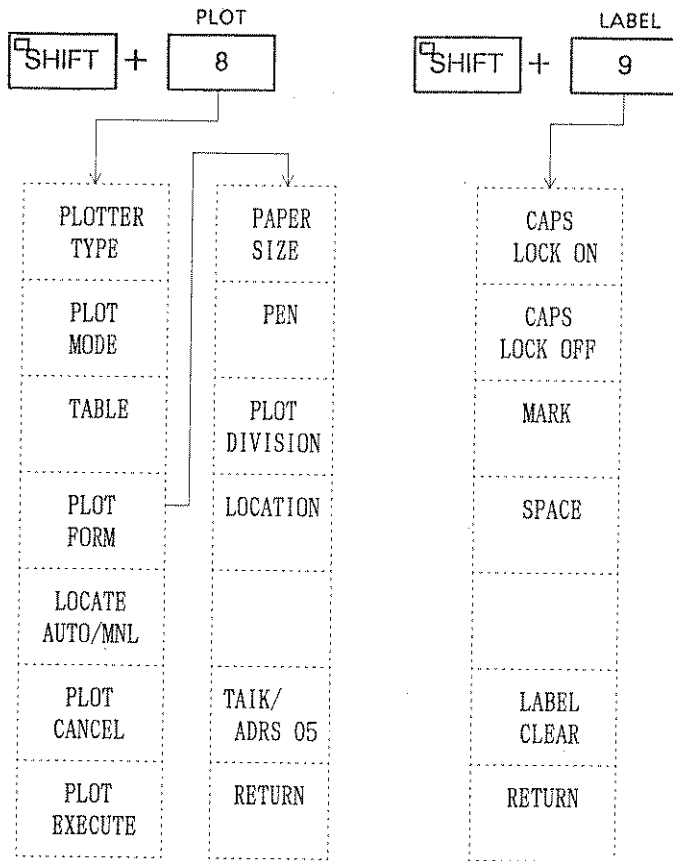 PLOT
SHIFT + 8
PLOTTER
TYPE
PLOT
MODE
TABLE
PLOT
FORM
LOCATE
AUTO/MNL
PLOT
CANCEL
PLOT
EXECUTE
PAPER
SIZE
PEN
PLOT
DIVISION
LOCATION
TAIK/
ADRS 05
RETURN
LABEL
SHIFT + 9
CAPS
LOCK ON
CAPS
LOCK OFF
MARK
SPACE
LABEL
CLEAR
RETURN